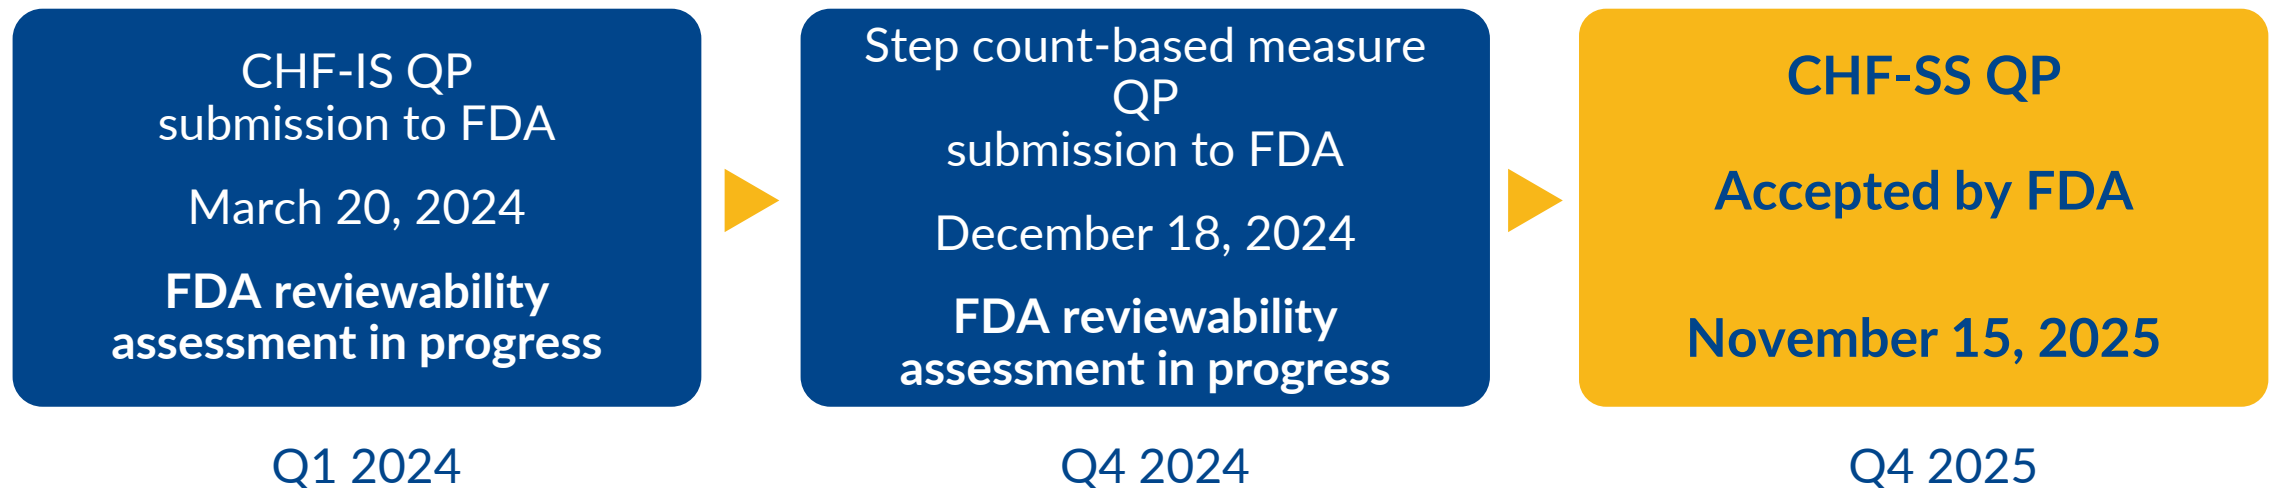 CHF-IS QP
submission to FDA
March 20, 2024
FDA reviewability
assessment in progress
Q1 2024
Step count-based measure
QP
submission to FDA
December 18, 2024
FDA reviewability
assessment in progress
Q4 2024
CHF-SS QP
Accepted by FDA
November 15, 2025
Q4 2025